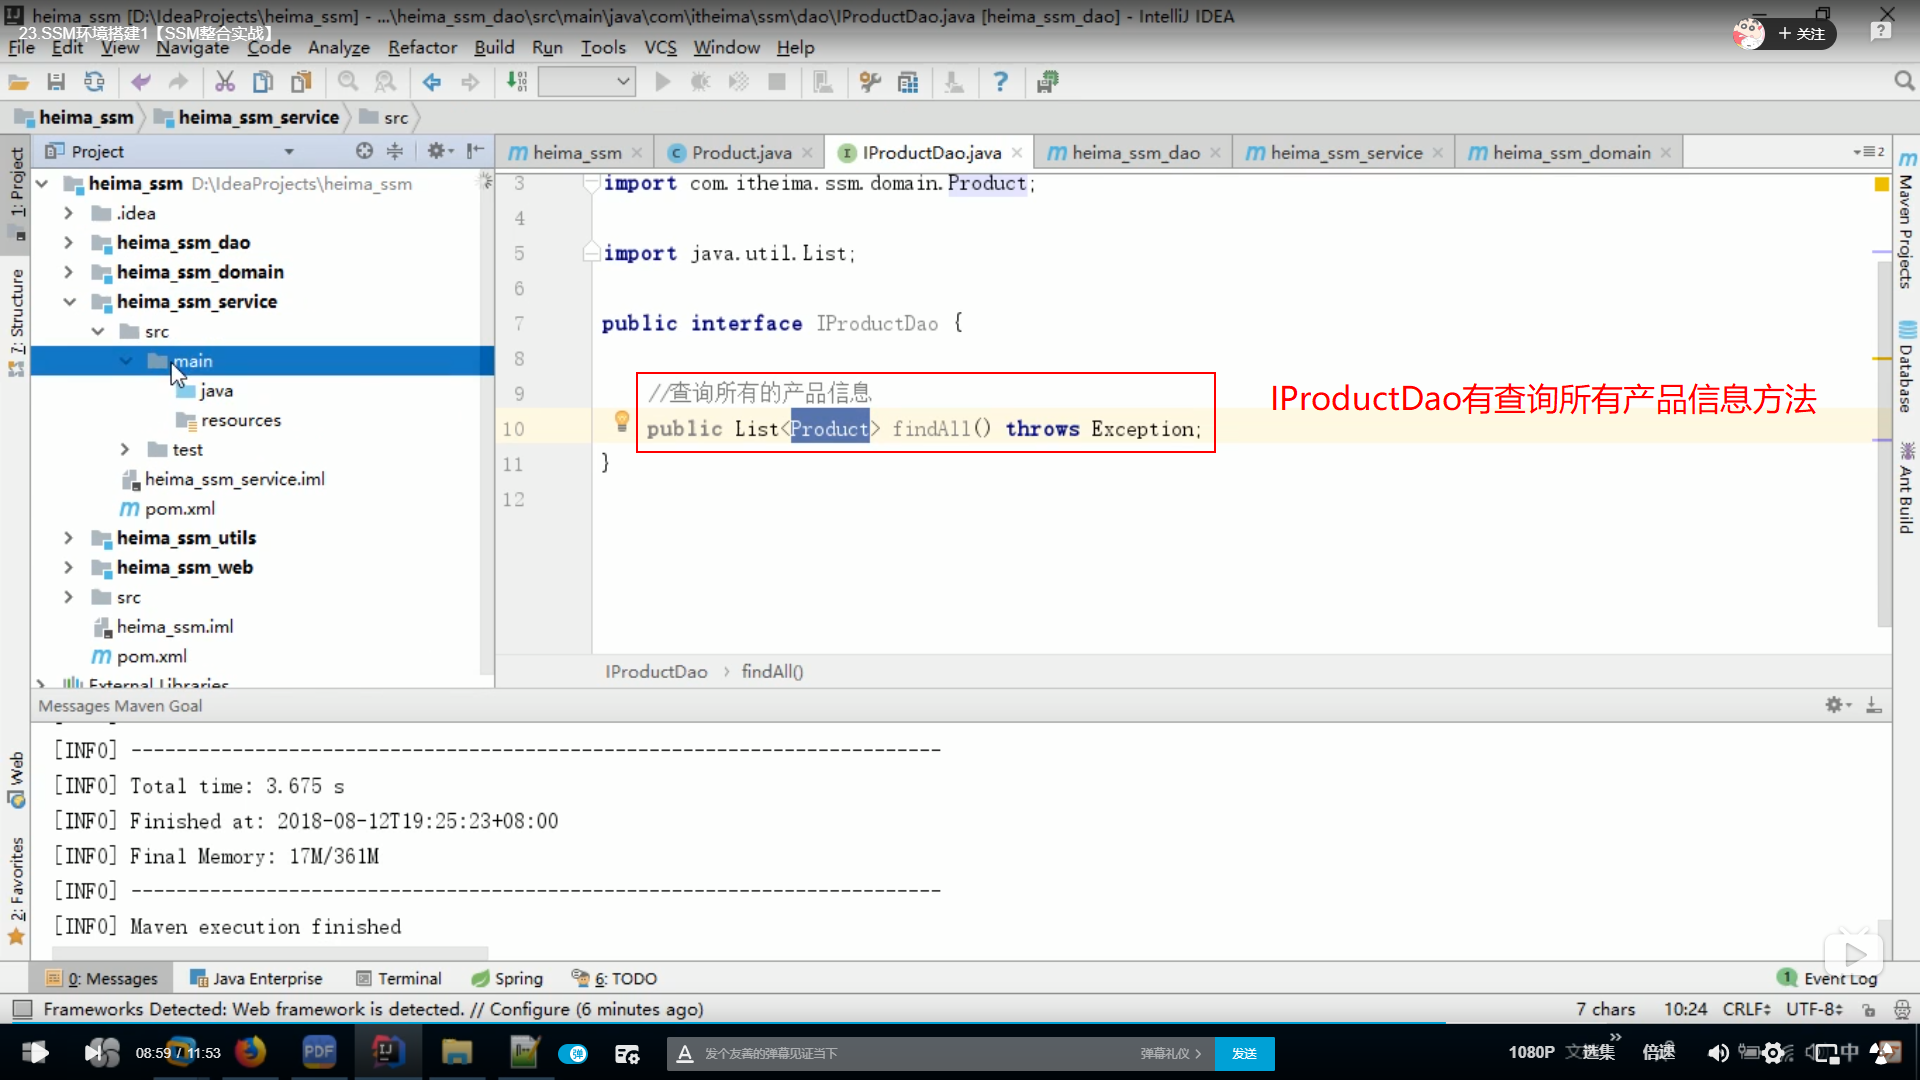 heima_ssm [D:\IdeaProjects\heima_ssm] - ...\heima_ssm_dao\src\main\java\com\itheima\ssm\dao\IProductDao.java [heima_ssm_dao] - IntelliJ IDEA
23.SSM环境搭建1【SSM整合实战】
+ 关注
File Edit View Navigate Code Analyze Refactor Build Run Tools VCS Window Help
heima_ssm heima_ssm_service src
Project
heima_ssm Product.java IProductDao.java heima_ssm_dao heima_ssm_service heima_ssm_domain
2
1: Project
7: Structure
Web
2: Favorites
heima_ssm D:\IdeaProjects\heima_ssm
.idea
heima_ssm_dao
heima_ssm_domain
heima_ssm_service
src
main
java
resources
test
heima_ssm_service.iml
pom.xml
heima_ssm_utils
heima_ssm_web
src
heima_ssm.iml
pom.xml
External Libraries
3 import com.itheima.ssm.domain.Product;
4
5 import java.util.List;
6
7 public interface IProductDao {
8
9 //查询所有的产品信息
10 public List<Product> findAll() throws Exception;
11 }
12
IProductDao有查询所有产品信息方法
IProductDao › findAll()
Maven Projects
Database
Ant Build
Messages Maven Goal
[INFO] ------------------------------------------------------------------------
[INFO] Total time: 3.675 s
[INFO] Finished at: 2018-08-12T19:25:23+08:00
[INFO] Final Memory: 17M/361M
[INFO] ------------------------------------------------------------------------
[INFO] Maven execution finished
0: Messages Java Enterprise Terminal Spring 6: TODO
1 Event Log
Frameworks Detected: Web framework is detected. // Configure (6 minutes ago)
7 chars 10:24 CRLF UTF-8
08:59 / 11:53
PDF
弹
发个友善的弹幕见证当下
弹幕礼仪 ›
发送
1080P 选集 倍速
中